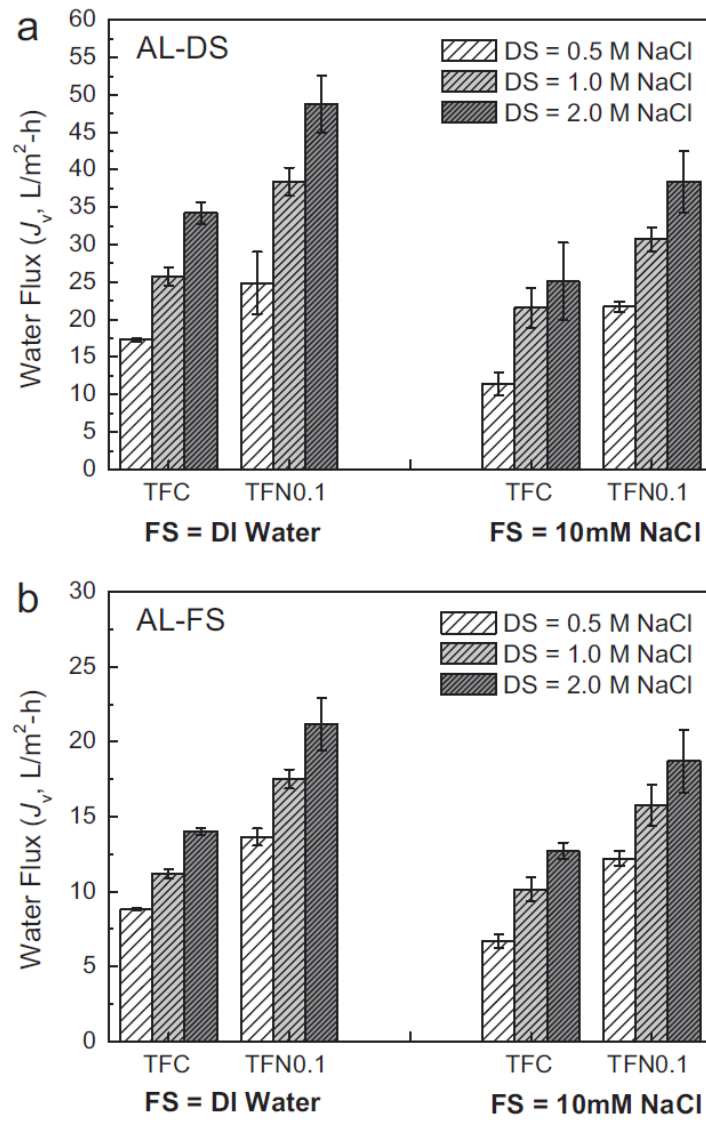 a
AL-DS
DS = 0.5 M NaCl
DS = 1.0 M NaCl
DS = 2.0 M NaCl
Water Flux (Jv, L/m²-h)
60
55
50
45
40
35
30
25
20
15
10
5
0
TFC TFN0.1 TFC TFN0.1
FS = DI Water FS = 10mM NaCl
b
AL-FS
DS = 0.5 M NaCl
DS = 1.0 M NaCl
DS = 2.0 M NaCl
Water Flux (Jv, L/m²-h)
30
25
20
15
10
5
0
TFC TFN0.1 TFC TFN0.1
FS = DI Water FS = 10mM NaCl